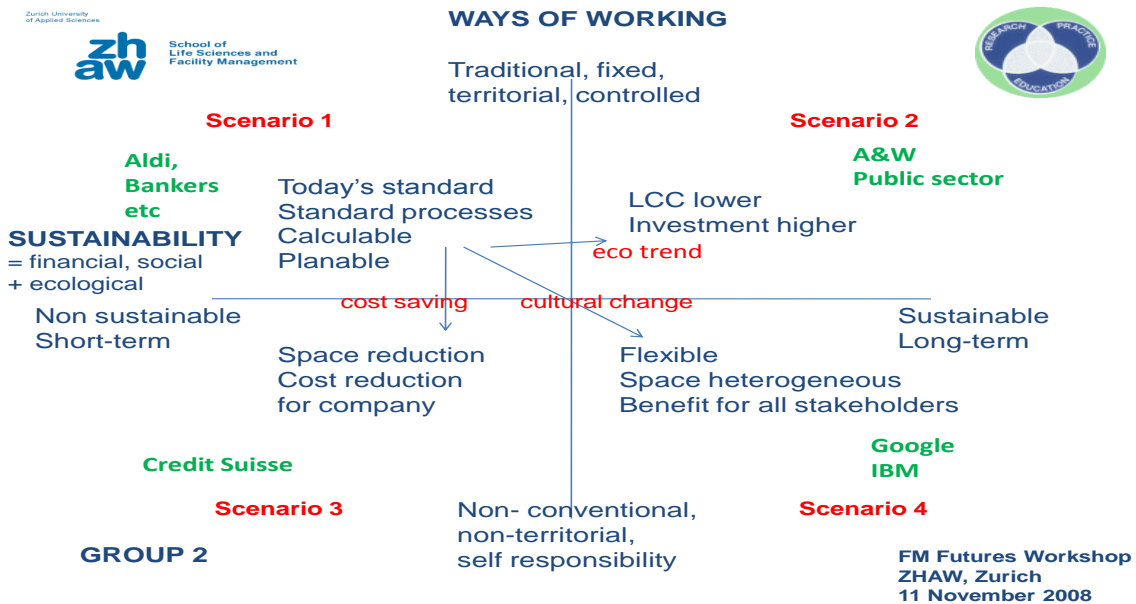 Zurich University
of Applied Sciences
zh
aw
School of
Life Sciences and
Facility Management
WAYS OF WORKING
RESEARCH
PRACTICE
EDUCATION
Traditional, fixed,
territorial, controlled
Scenario 1
Scenario 2
Aldi,
Bankers
etc
A&W
Public sector
Today's standard
Standard processes
Calculable
Planable
LCC lower
Investment higher
SUSTAINABILITY
= financial, social
+ ecological
eco trend
cost saving
cultural change
Non sustainable
Short-term
Sustainable
Long-term
Space reduction
Cost reduction
for company
Flexible
Space heterogeneous
Benefit for all stakeholders
Credit Suisse
Google
IBM
Scenario 3
Scenario 4
Non- conventional,
non-territorial,
self responsibility
GROUP 2
FM Futures Workshop
ZHAW, Zurich
11 November 2008